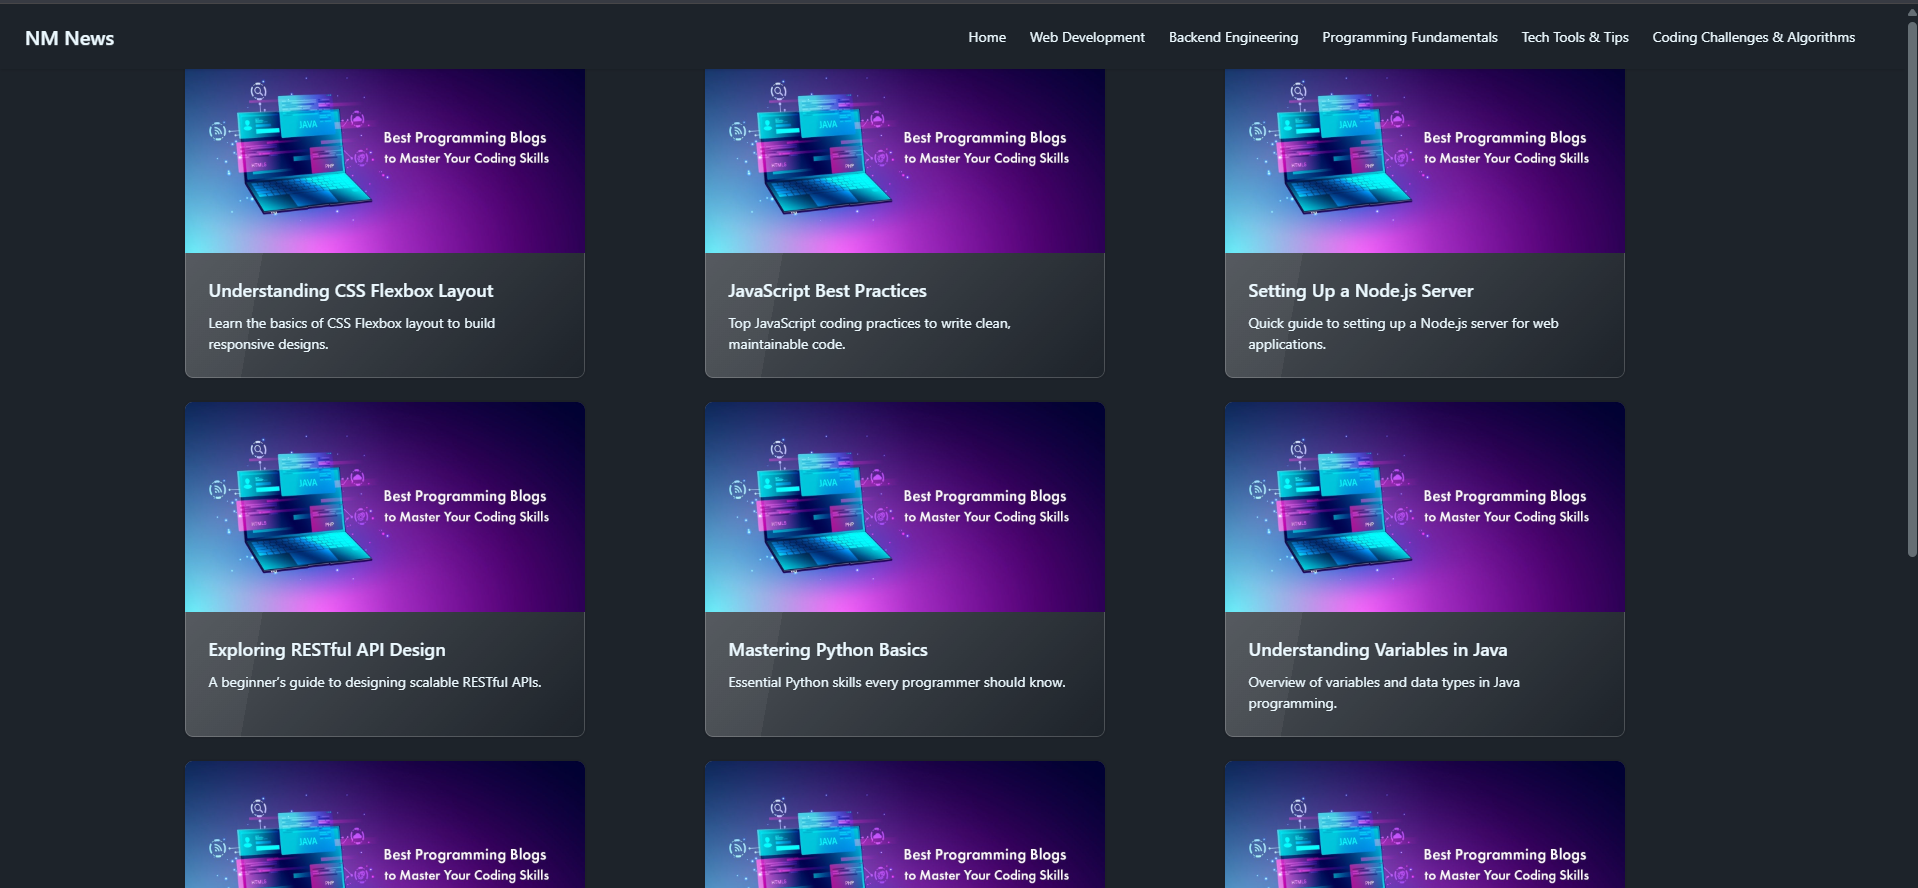 NM News
Home
Web Development
Backend Engineering
Programming Fundamentals
Tech Tools & Tips
Coding Challenges & Algorithms
JAVA
HTML5
PHP
Best Programming Blogs
to Master Your Coding Skills
JAVA
HTML5
PHP
Best Programming Blogs
to Master Your Coding Skills
JAVA
HTML5
PHP
Best Programming Blogs
to Master Your Coding Skills
Understanding CSS Flexbox Layout
Learn the basics of CSS Flexbox layout to build
responsive designs.
JavaScript Best Practices
Top JavaScript coding practices to write clean,
maintainable code.
Setting Up a Node.js Server
Quick guide to setting up a Node.js server for web
applications.
JAVA
HTML5
PHP
Best Programming Blogs
to Master Your Coding Skills
JAVA
HTML5
PHP
Best Programming Blogs
to Master Your Coding Skills
JAVA
HTML5
PHP
Best Programming Blogs
to Master Your Coding Skills
Exploring RESTful API Design
A beginner’s guide to designing scalable RESTful APIs.
Mastering Python Basics
Essential Python skills every programmer should know.
Understanding Variables in Java
Overview of variables and data types in Java
programming.
JAVA
HTML5
PHP
Best Programming Blogs
to Master Your Coding Skills
JAVA
HTML5
PHP
Best Programming Blogs
to Master Your Coding Skills
JAVA
HTML5
PHP
Best Programming Blogs
to Master Your Coding Skills